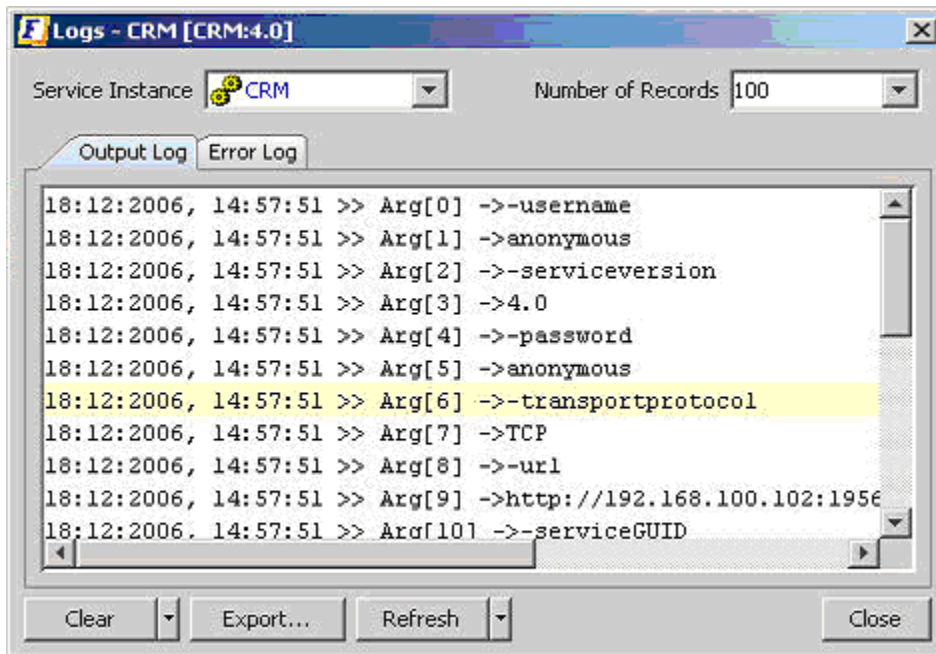 Logs - CRM [CRM:4.0]
Service Instance CRM Number of Records 100
Output Log Error Log
18:12:2006, 14:57:51 >> Arg[0] ->-username
18:12:2006, 14:57:51 >> Arg[1] ->anonymous
18:12:2006, 14:57:51 >> Arg[2] ->-serviceversion
18:12:2006, 14:57:51 >> Arg[3] ->4.0
18:12:2006, 14:57:51 >> Arg[4] ->-password
18:12:2006, 14:57:51 >> Arg[5] ->anonymous
18:12:2006, 14:57:51 >> Arg[6] ->-transportprotocol
18:12:2006, 14:57:51 >> Arg[7] ->TCP
18:12:2006, 14:57:51 >> Arg[8] ->-url
18:12:2006, 14:57:51 >> Arg[9] ->http://192.168.100.102:1956
18:12:2006, 14:57:51 >> Arg[10] ->-serviceGUID
Clear Export... Refresh Close